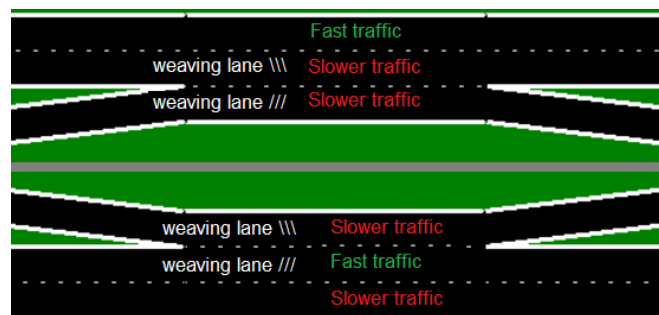 Fast traffic
weaving lane \\\ Slower traffic
weaving lane /// Slower traffic
weaving lane \\\ Slower traffic
weaving lane /// Fast traffic
Slower traffic